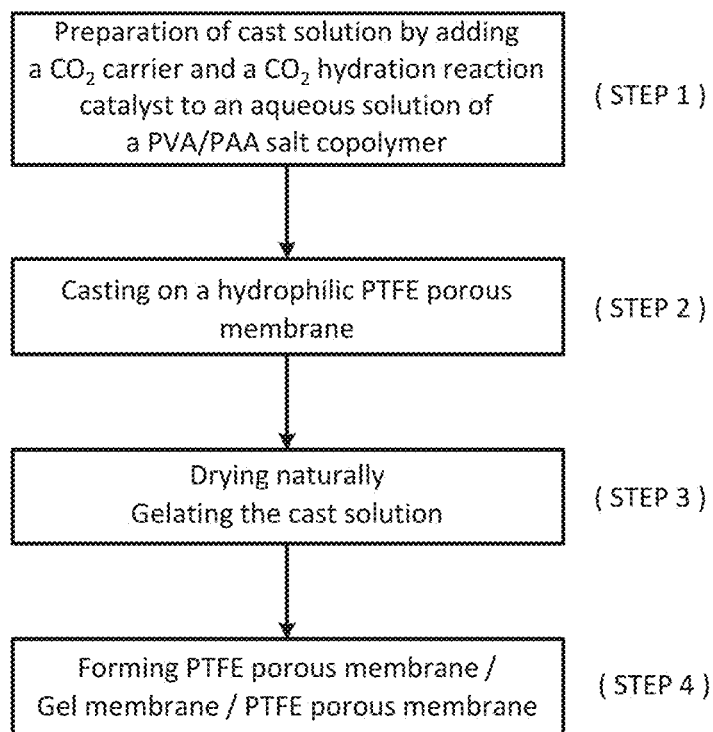 Preparation of cast solution by adding
a CO₂ carrier and a CO₂ hydration reaction
catalyst to an aqueous solution of
a PVA/PAA salt copolymer
( STEP 1 )
Casting on a hydrophilic PTFE porous
membrane
( STEP 2 )
Drying naturally
Gelating the cast solution
( STEP 3 )
Forming PTFE porous membrane /
Gel membrane / PTFE porous membrane
( STEP 4 )